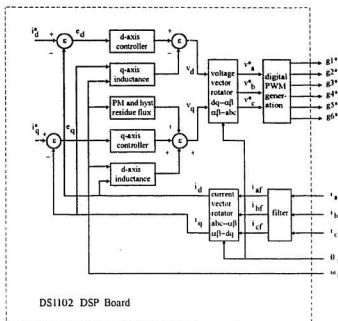 i*d
+
ε
−
ed
d-axis
controller
+
ε
−
vd
q-axis
inductance
voltage
vector
rotator
dq→αβ
αβ→abc
v*a
v*b
v*c
digital
PWM
gener-
ation
g1*
g2*
g3*
g4*
g5*
g6*
PM and hyst
residue flux
vq
i*q
+
ε
−
eq
q-axis
controller
+
ε
+
+
d-axis
inductance
id
iq
current
vector
rotator
abc→αβ
αβ→dq
iaf
ibf
icf
filter
ia
ib
ic
DS1102 DSP Board